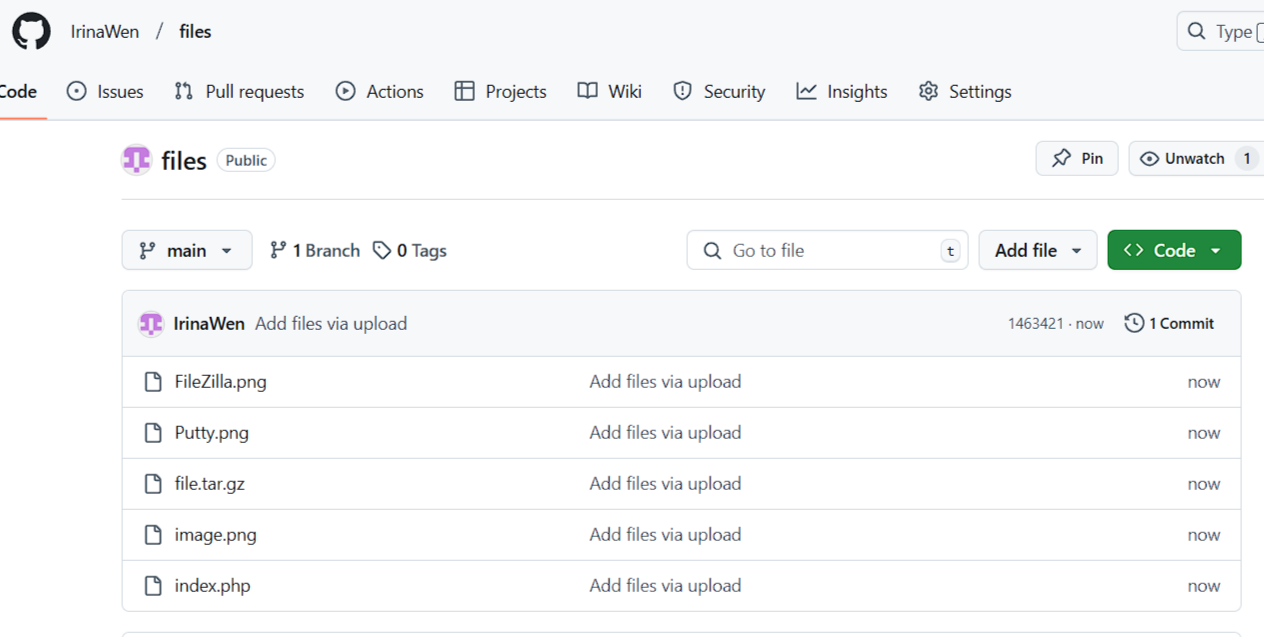 IrinaWen / files
Type
Code Issues Pull requests Actions Projects Wiki Security Insights Settings
files Public
Pin Unwatch 1
main 1 Branch 0 Tags Go to file t Add file Code
IrinaWen Add files via upload 1463421 · now 1 Commit
FileZilla.png Add files via upload now
Putty.png Add files via upload now
file.tar.gz Add files via upload now
image.png Add files via upload now
index.php Add files via upload now